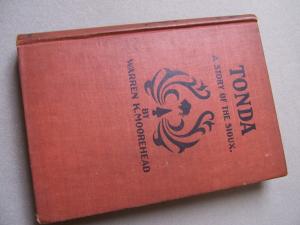 TONDA
A STORY OF THE SIOUX.
BY
WARREN K. MOOREHEAD